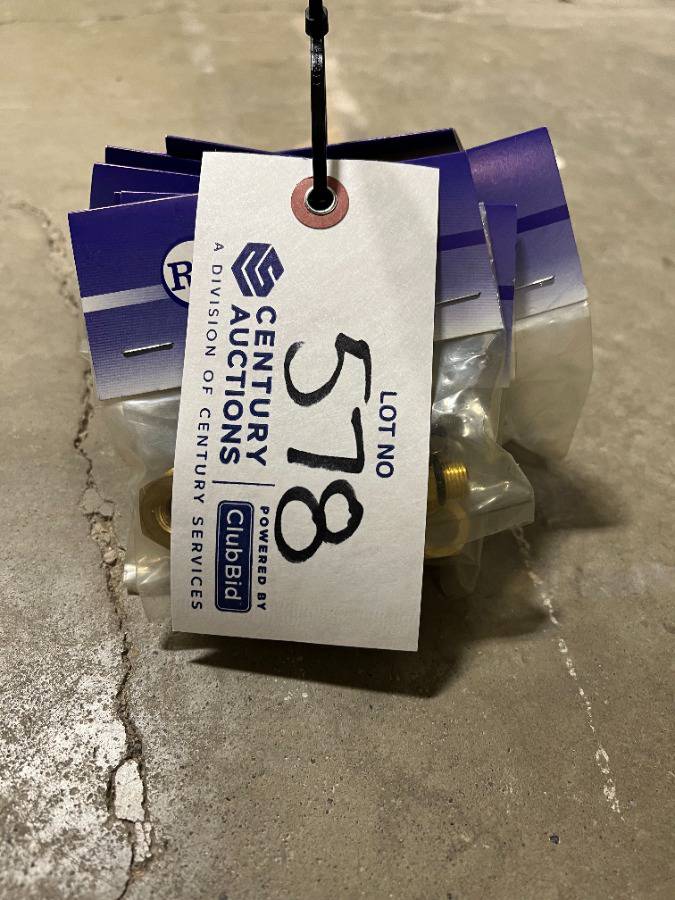 LOT NO
578
CENTURY
AUCTIONS
A DIVISION OF CENTURY SERVICES
POWERED BY
ClubBid
R